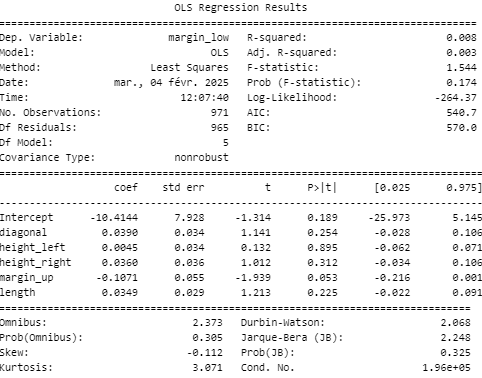 OLS Regression Results
==============================================================================
Dep. Variable: margin_low R-squared: 0.008
Model: OLS Adj. R-squared: 0.003
Method: Least Squares F-statistic: 1.544
Date: mar., 04 févr. 2025 Prob (F-statistic): 0.174
Time: 12:07:40 Log-Likelihood: -264.37
No. Observations: 971 AIC: 540.7
Df Residuals: 965 BIC: 570.0
Df Model: 5
Covariance Type: nonrobust
==============================================================================
coef std err t P>|t| [0.025 0.975]
------------------------------------------------------------------------------
Intercept -10.4144 7.928 -1.314 0.189 -25.973 5.145
diagonal 0.0390 0.034 1.141 0.254 -0.028 0.106
height_left 0.0045 0.034 0.132 0.895 -0.062 0.071
height_right 0.0360 0.036 1.012 0.312 -0.034 0.106
margin_up -0.1071 0.055 -1.939 0.053 -0.216 0.001
length 0.0349 0.029 1.213 0.225 -0.022 0.091
==============================================================================
Omnibus: 2.373 Durbin-Watson: 2.068
Prob(Omnibus): 0.305 Jarque-Bera (JB): 2.248
Skew: -0.112 Prob(JB): 0.325
Kurtosis: 3.071 Cond. No. 1.96e+05